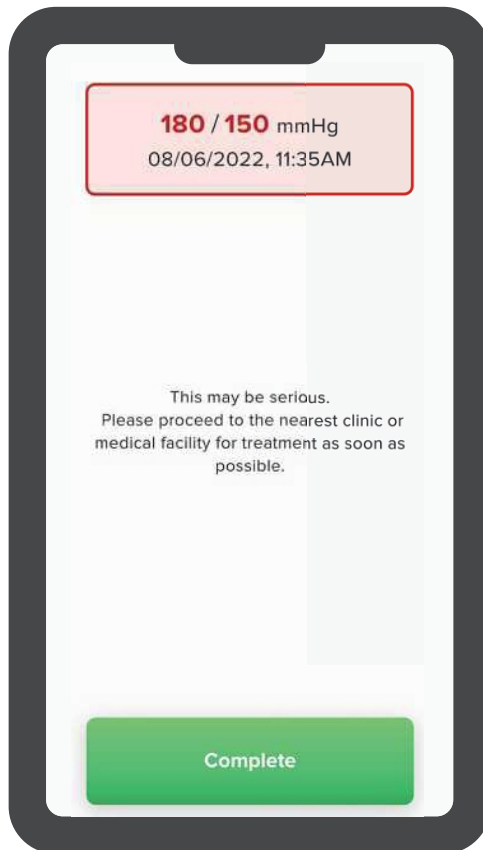 180 / 150 mmHg
08/06/2022, 11:35AM
This may be serious.
Please proceed to the nearest clinic or
medical facility for treatment as soon as
possible.
Complete